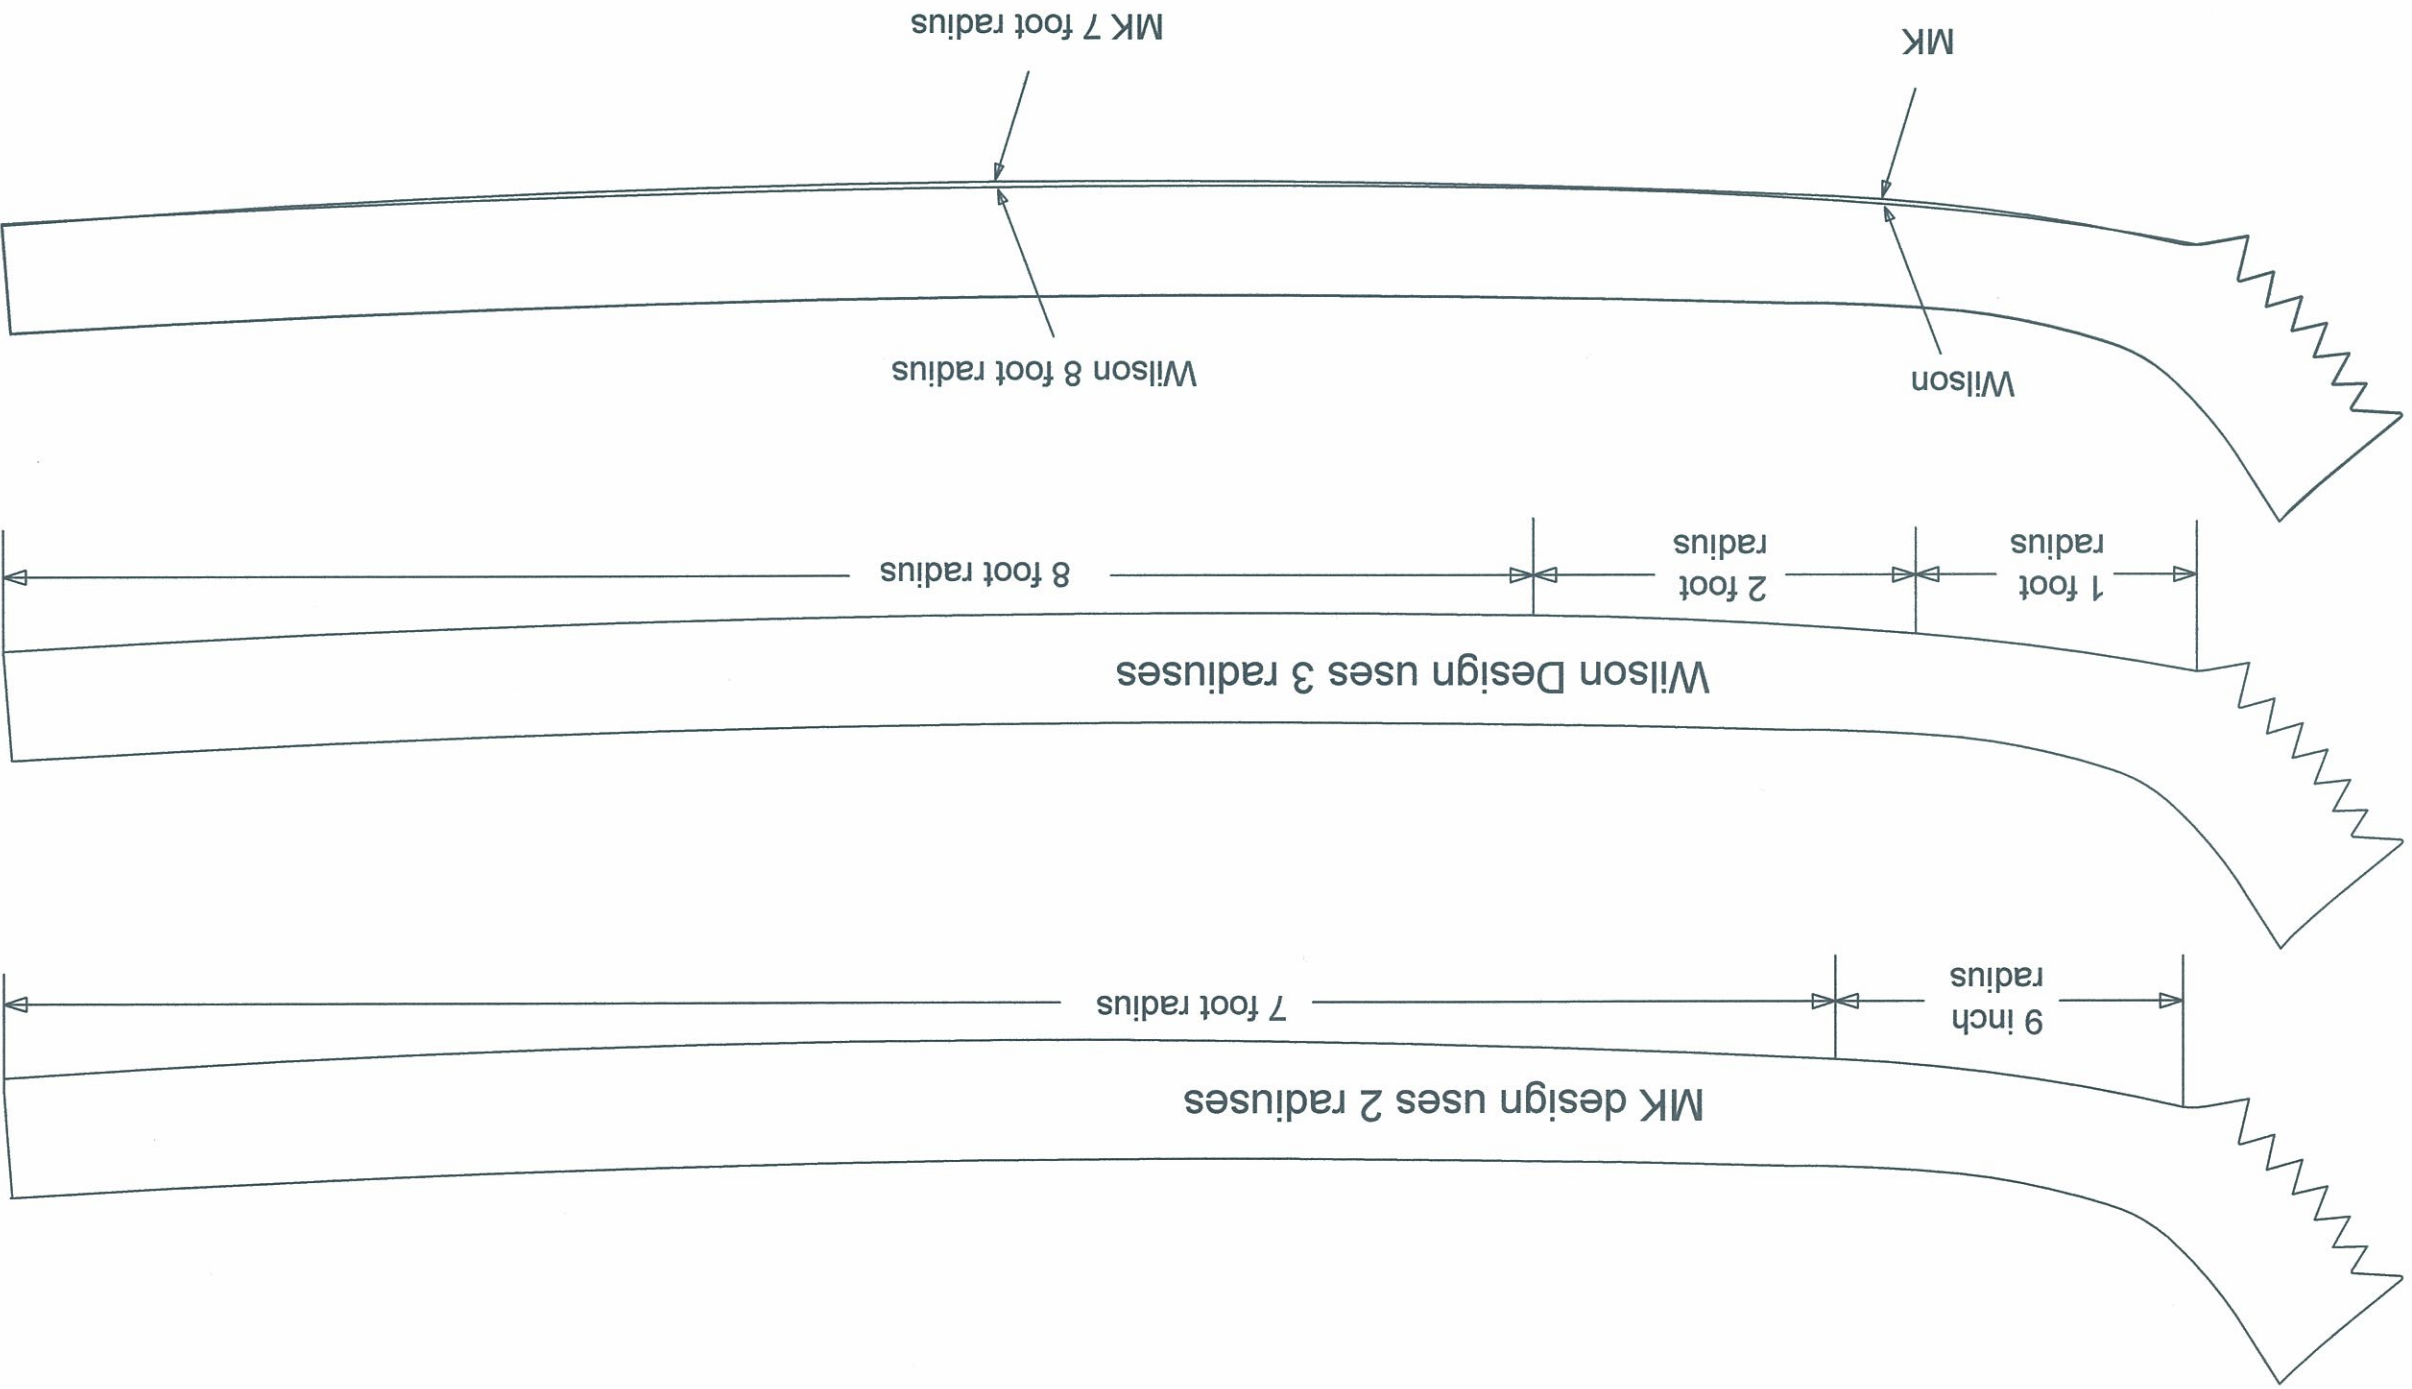 MK design uses 2 radiuses
9 inch
radius
7 foot radius
Wilson Design uses 3 radiuses
1 foot
radius
2 foot
radius
8 foot radius
Wilson
Wilson 8 foot radius
MK
MK 7 foot radius